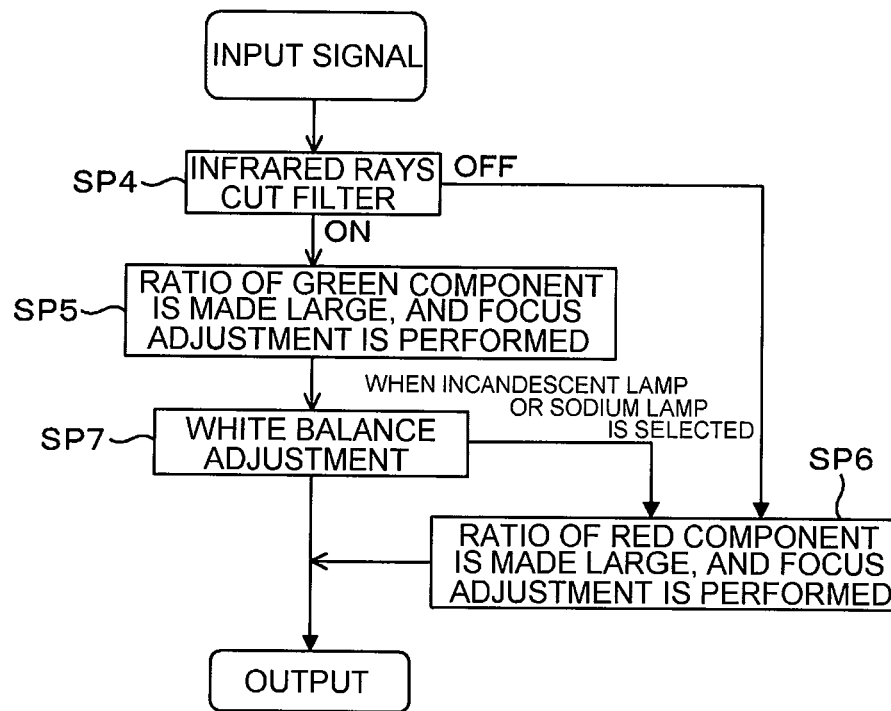 INPUT SIGNAL
SP4
INFRARED RAYS
CUT FILTER
OFF
ON
SP5
RATIO OF GREEN COMPONENT
IS MADE LARGE, AND FOCUS
ADJUSTMENT IS PERFORMED
WHEN INCANDESCENT LAMP
OR SODIUM LAMP
IS SELECTED
SP7
WHITE BALANCE
ADJUSTMENT
SP6
RATIO OF RED COMPONENT
IS MADE LARGE, AND FOCUS
ADJUSTMENT IS PERFORMED
OUTPUT